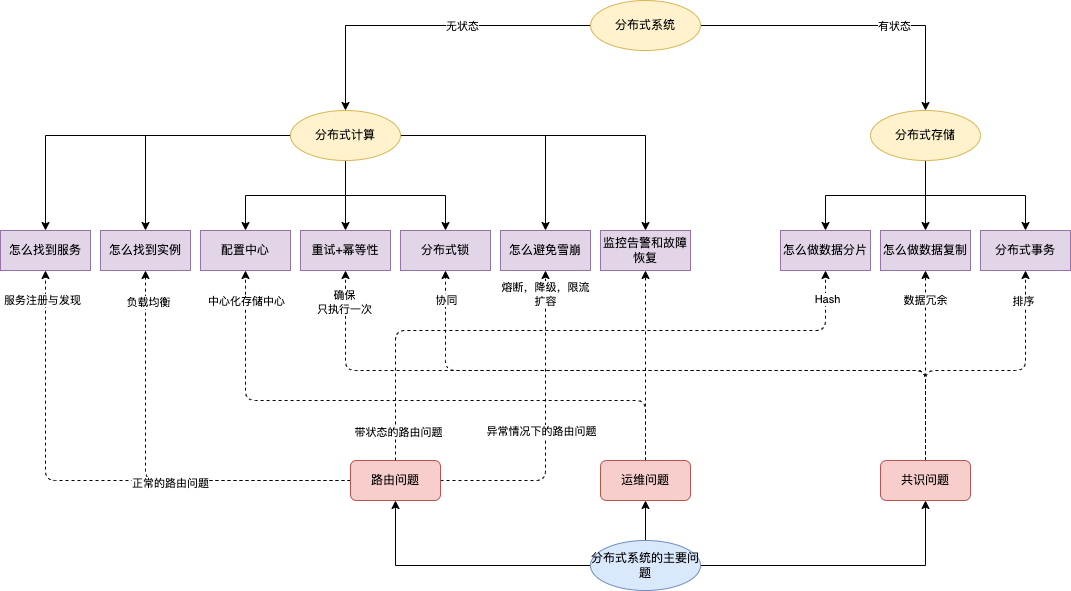 分布式系统
无状态
有状态
分布式计算
分布式存储
怎么找到服务
怎么找到实例
配置中心
重试+幂等性
分布式锁
怎么避免雪崩
监控告警和故障
恢复
怎么做数据分片
怎么做数据复制
分布式事务
服务注册与发现
负载均衡
中心化存储中心
确保
只执行一次
协同
熔断，降级，限流
扩容
Hash
数据冗余
排序
带状态的路由问题
异常情况下的路由问题
正常的路由问题
路由问题
运维问题
共识问题
分布式系统的主要问
题